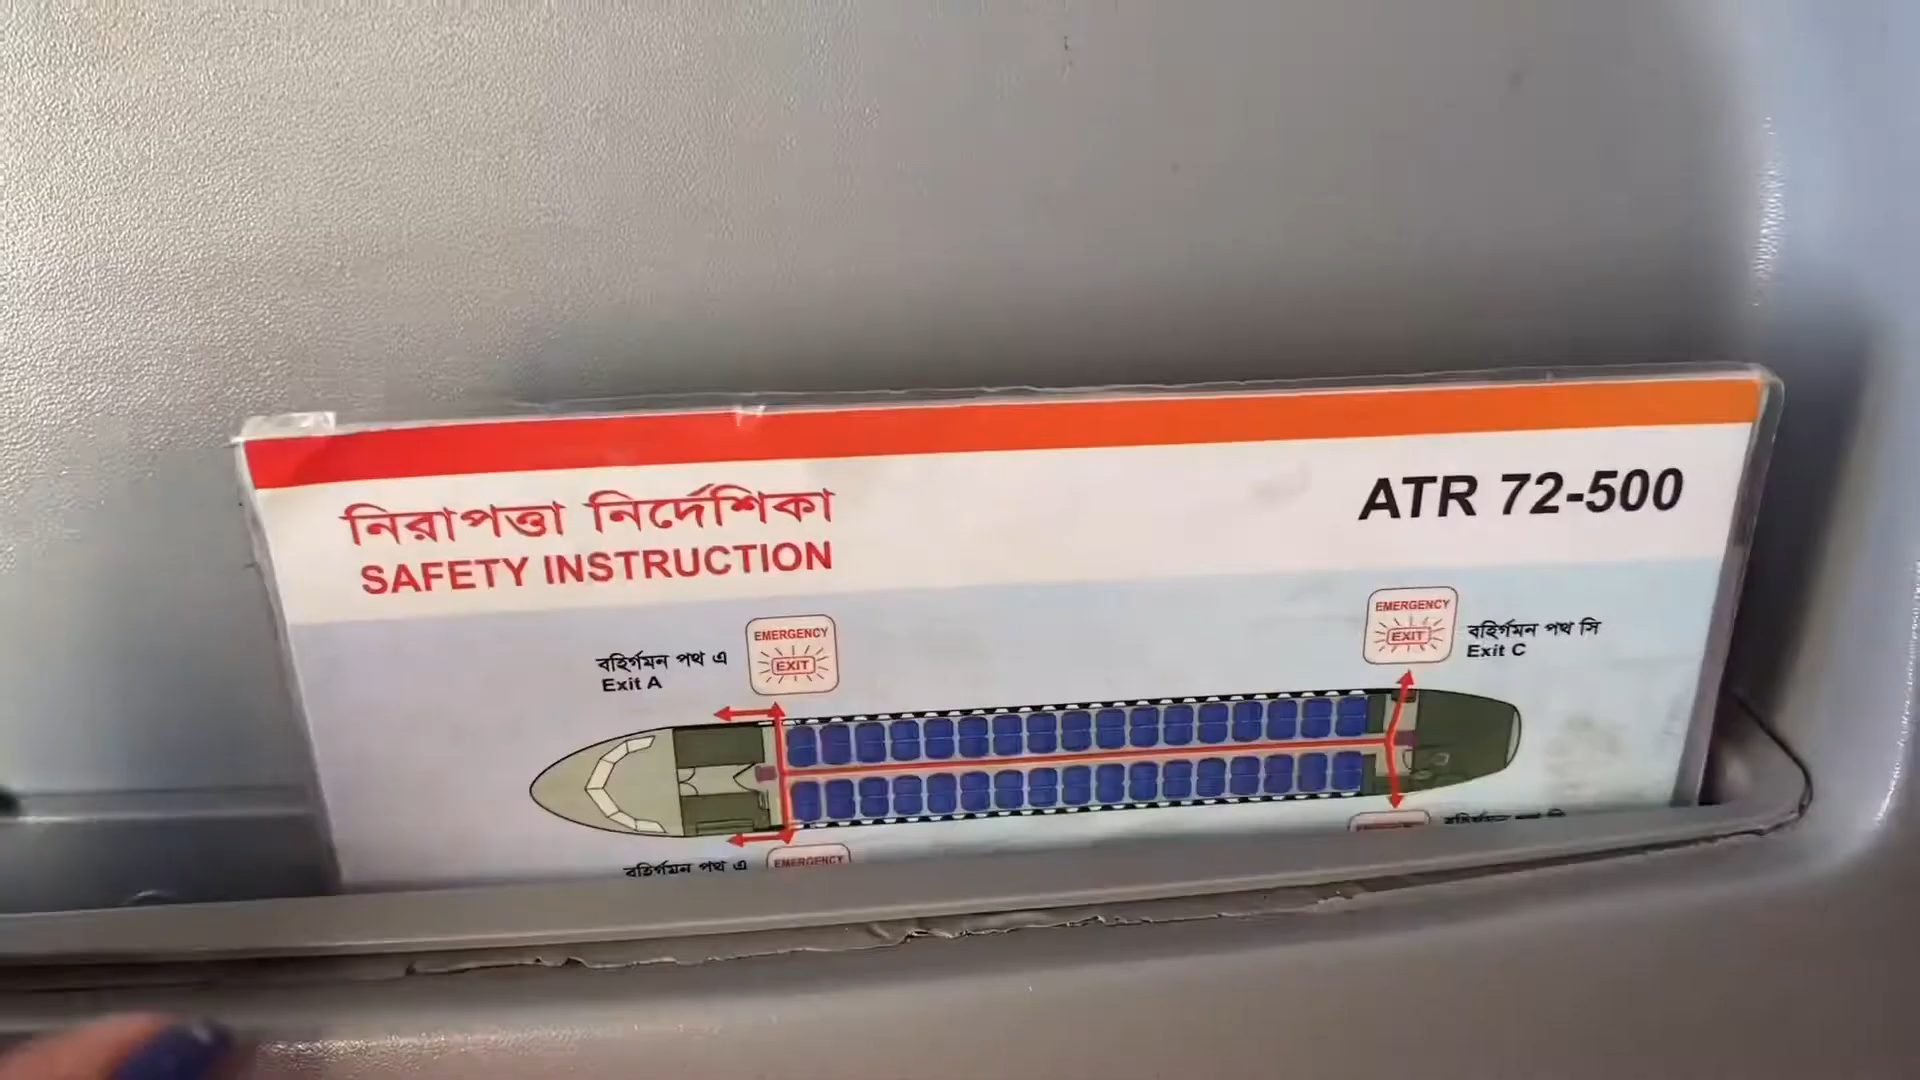 নিরাপত্তা নির্দেশিকা
SAFETY INSTRUCTION
ATR 72-500
EMERGENCY
EXIT
বহির্গমন পথ এ
Exit A
EMERGENCY
EXIT
বহির্গমন পথ সি
Exit C
বহির্গমন পথ এ
EMERGENCY